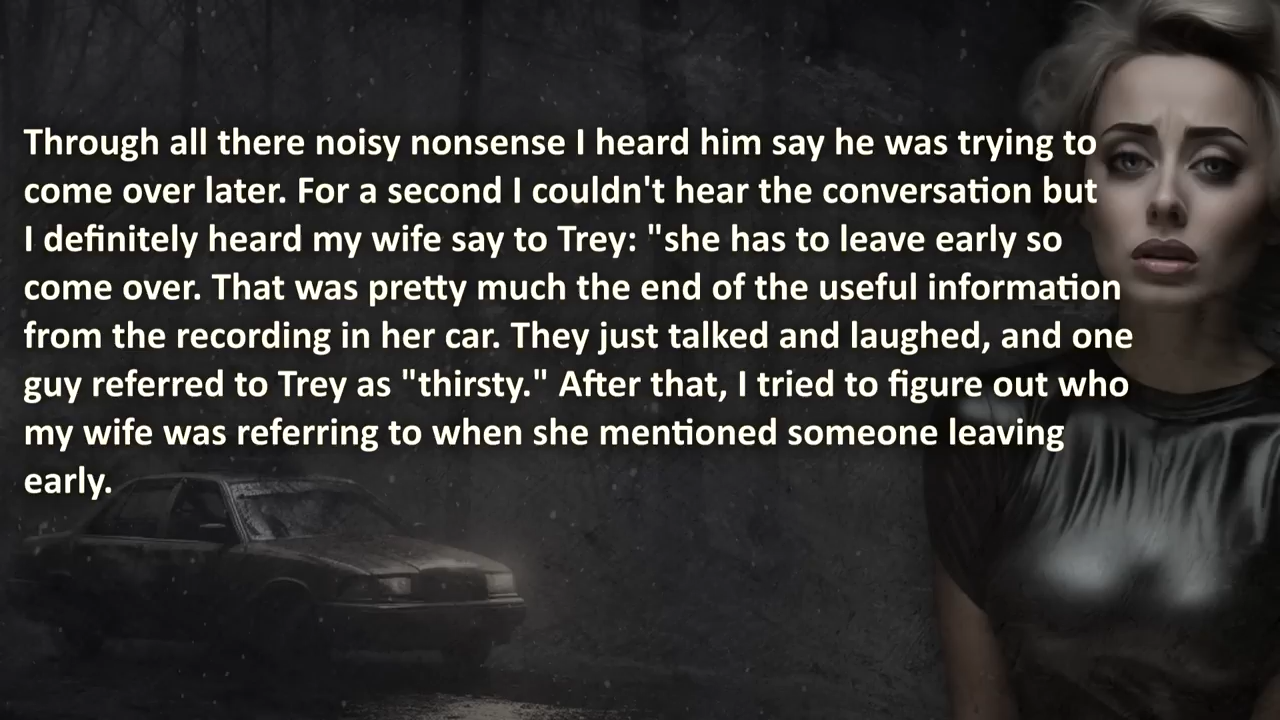 Through all there noisy nonsense I heard him say he was trying to
come over later. For a second I couldn't hear the conversation but
I definitely heard my wife say to Trey: "she has to leave early so
come over. That was pretty much the end of the useful information
from the recording in her car. They just talked and laughed, and one
guy referred to Trey as "thirsty." After that, I tried to figure out who
my wife was referring to when she mentioned someone leaving
early.